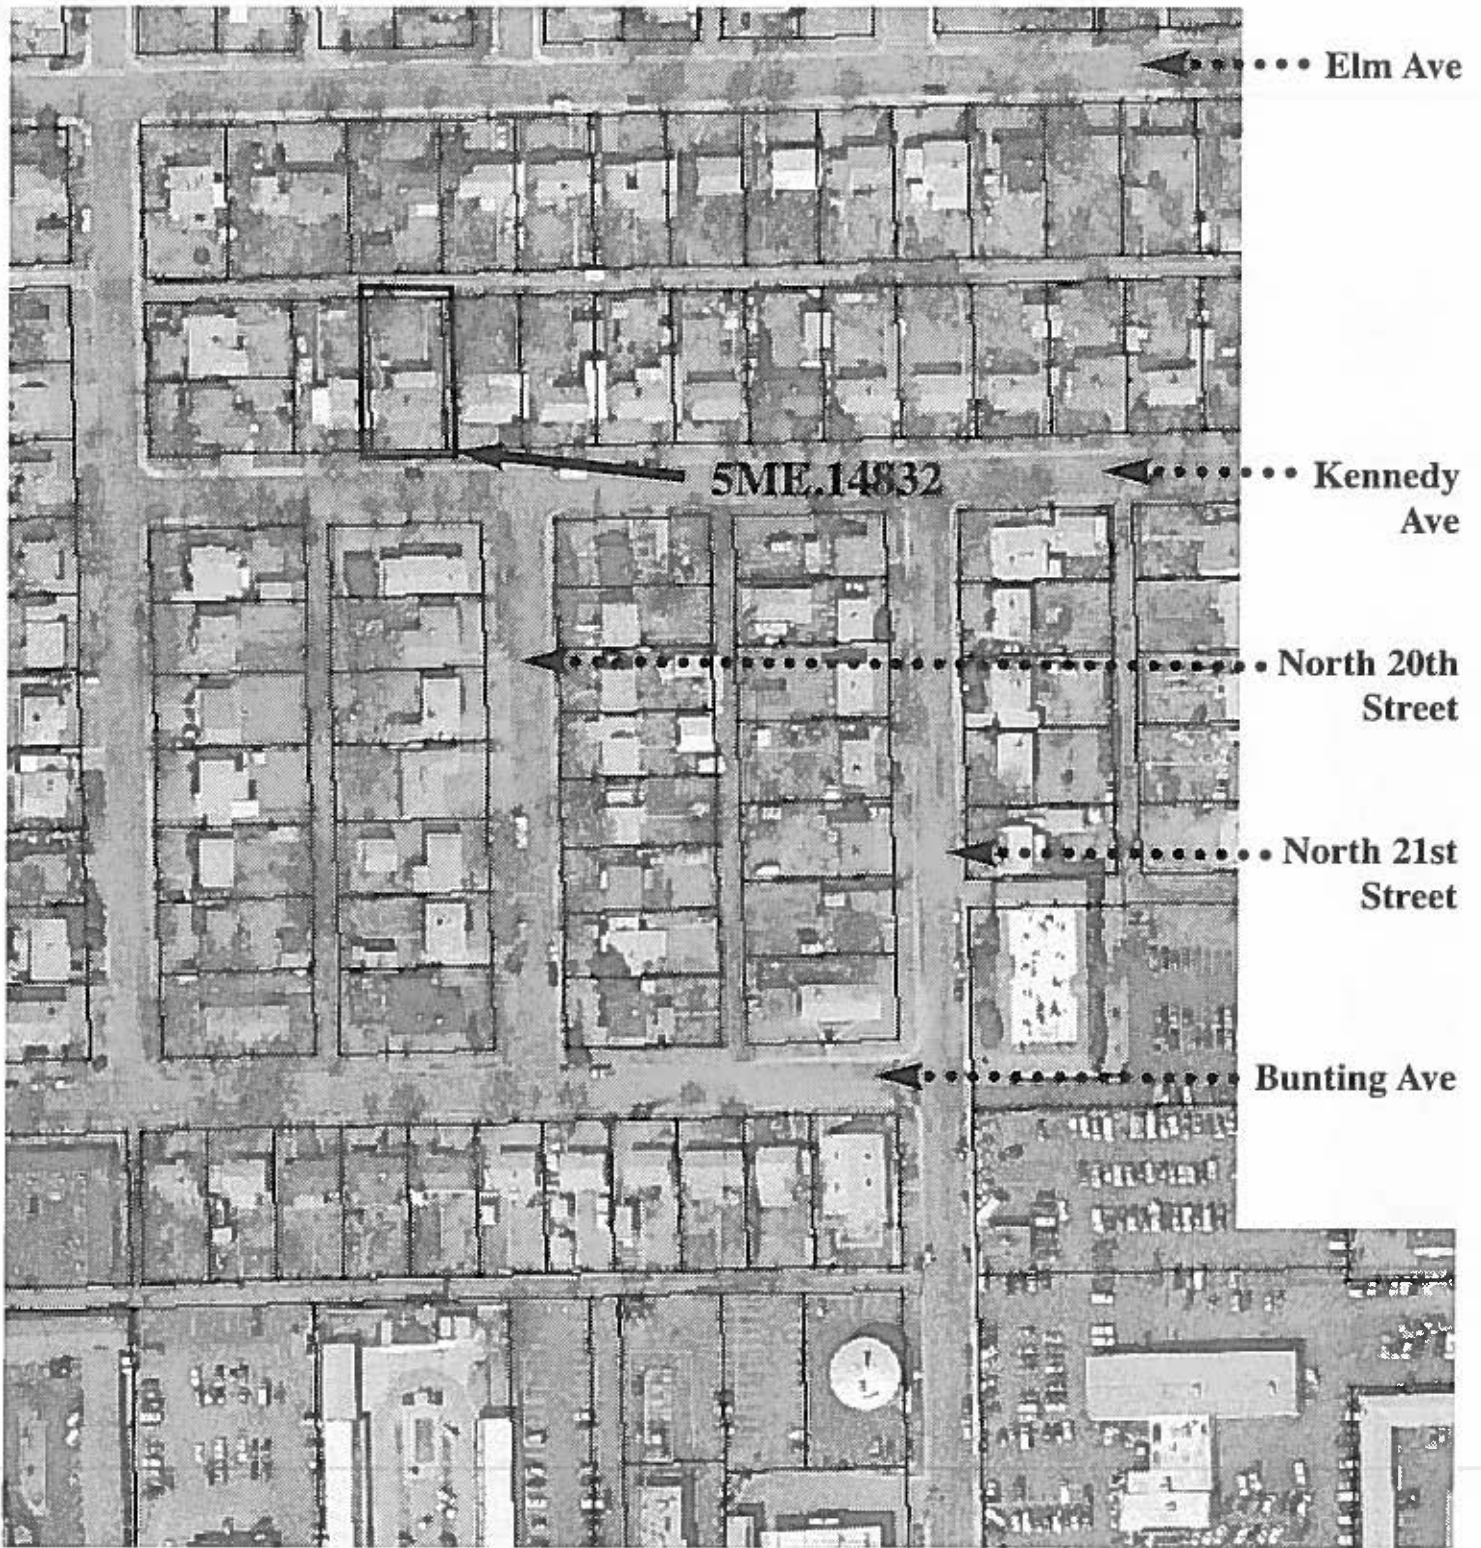 Elm Ave
5ME.14832
Kennedy
Ave
North 20th
Street
North 21st
Street
Bunting Ave